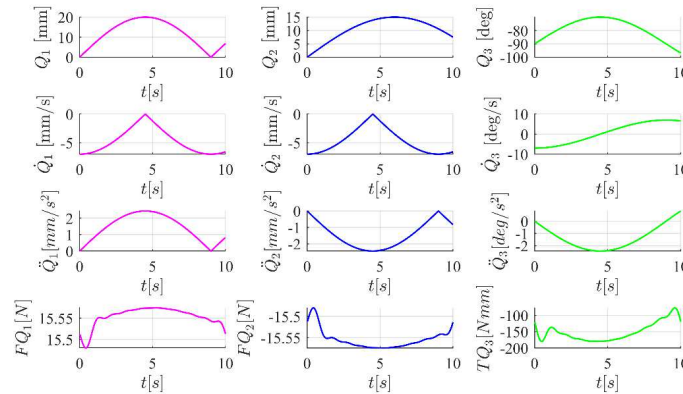 Q1 [mm]
20
10
0
0 5 10
t[s]
Q2 [mm]
15
10
5
0
0 5 10
t[s]
Q3 [deg]
-80
-90
-100
0 5 10
t[s]
Q̇1 [mm/s]
0
-5
0 5 10
t[s]
Q̇2 [mm/s]
0
-5
0 5 10
t[s]
Q̇3 [deg/s]
10
0
-10
0 5 10
t[s]
Q̈1[mm/s²]
2
1
0
0 5 10
t[s]
Q̈2[mm/s²]
0
-1
-2
0 5 10
t[s]
Q̈3[deg/s²]
0
-1
-2
0 5 10
t[s]
FQ1[N]
15.55
15.5
0 5 10
t[s]
FQ2[N]
-15.5
-15.55
0 5 10
t[s]
TQ3[Nmm]
-100
-150
-200
0 5 10
t[s]